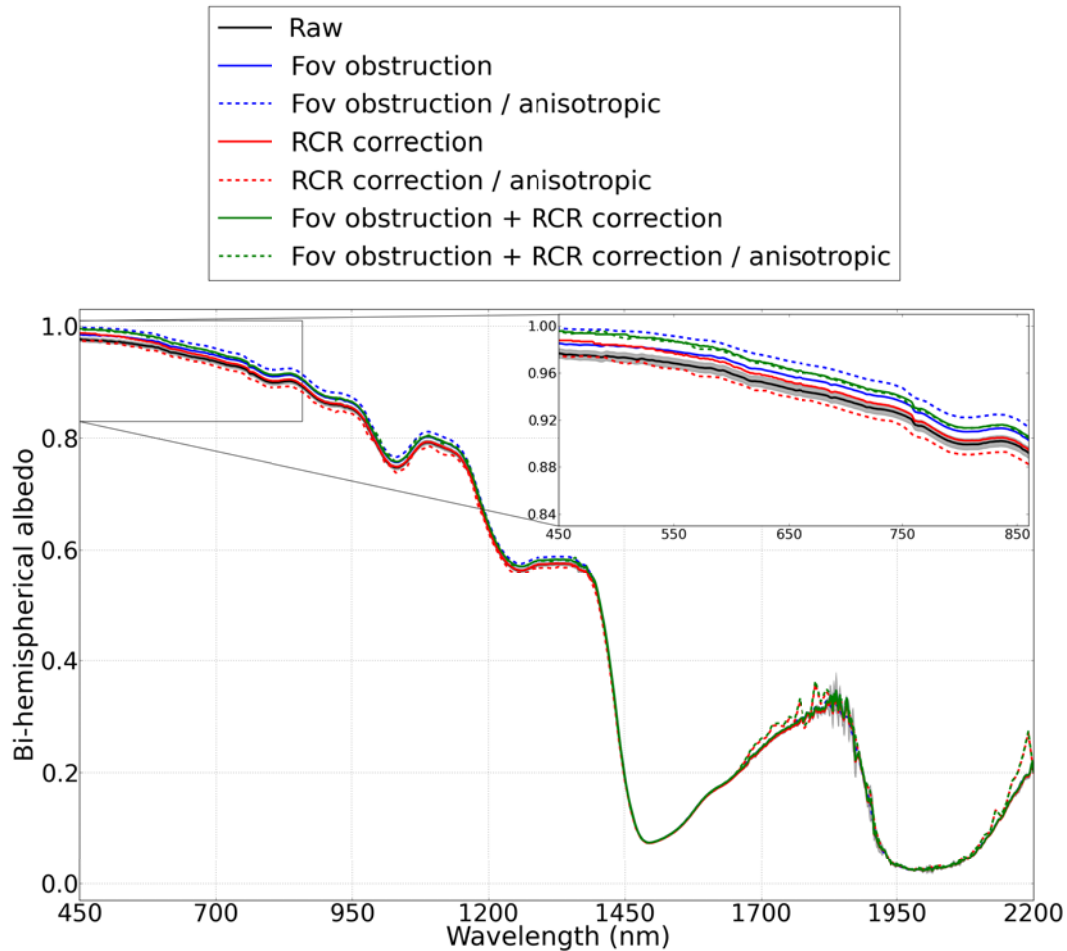 Raw
Fov obstruction
Fov obstruction / anisotropic
RCR correction
RCR correction / anisotropic
Fov obstruction + RCR correction
Fov obstruction + RCR correction / anisotropic
1.0
0.8
0.6
0.4
0.2
0.0
Bi-hemispherical albedo
1.00
0.96
0.92
0.88
0.84
450 550 650 750 850
450 700 950 1200 1450 1700 1950 2200
Wavelength (nm)